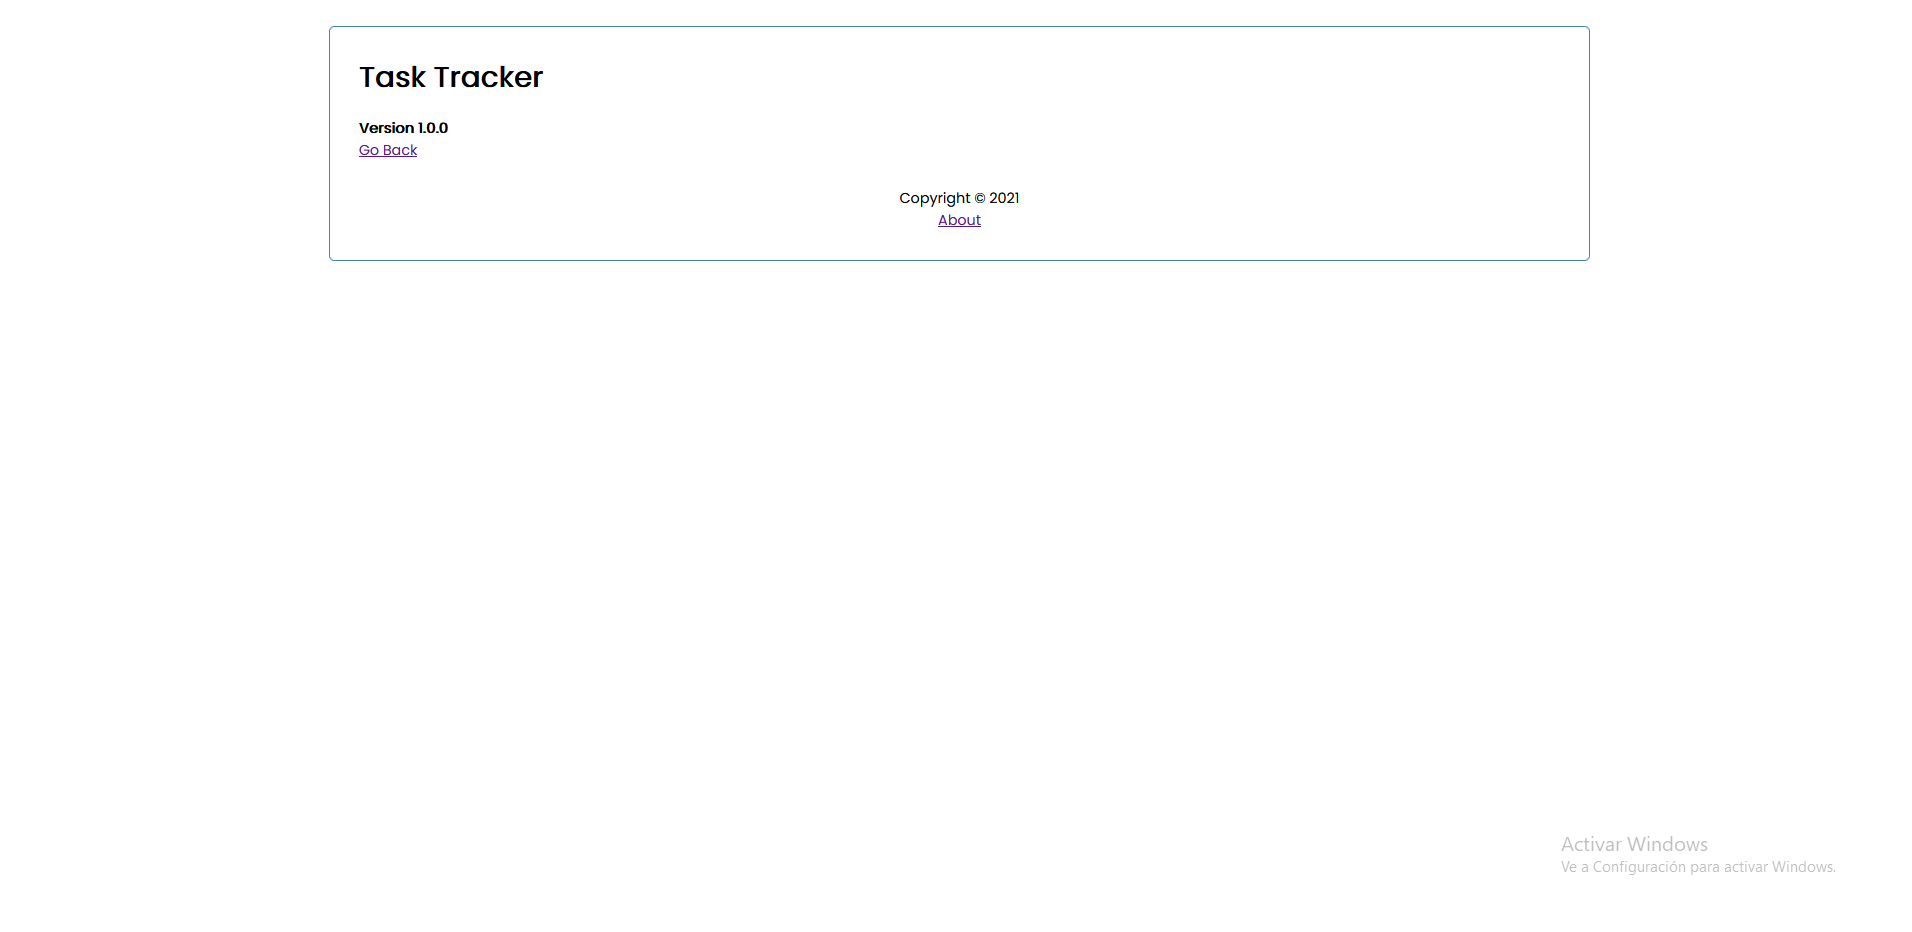 Task Tracker
Version 1.0.0
Go Back
Copyright © 2021
About
Activar Windows
Ve a Configuración para activar Windows.